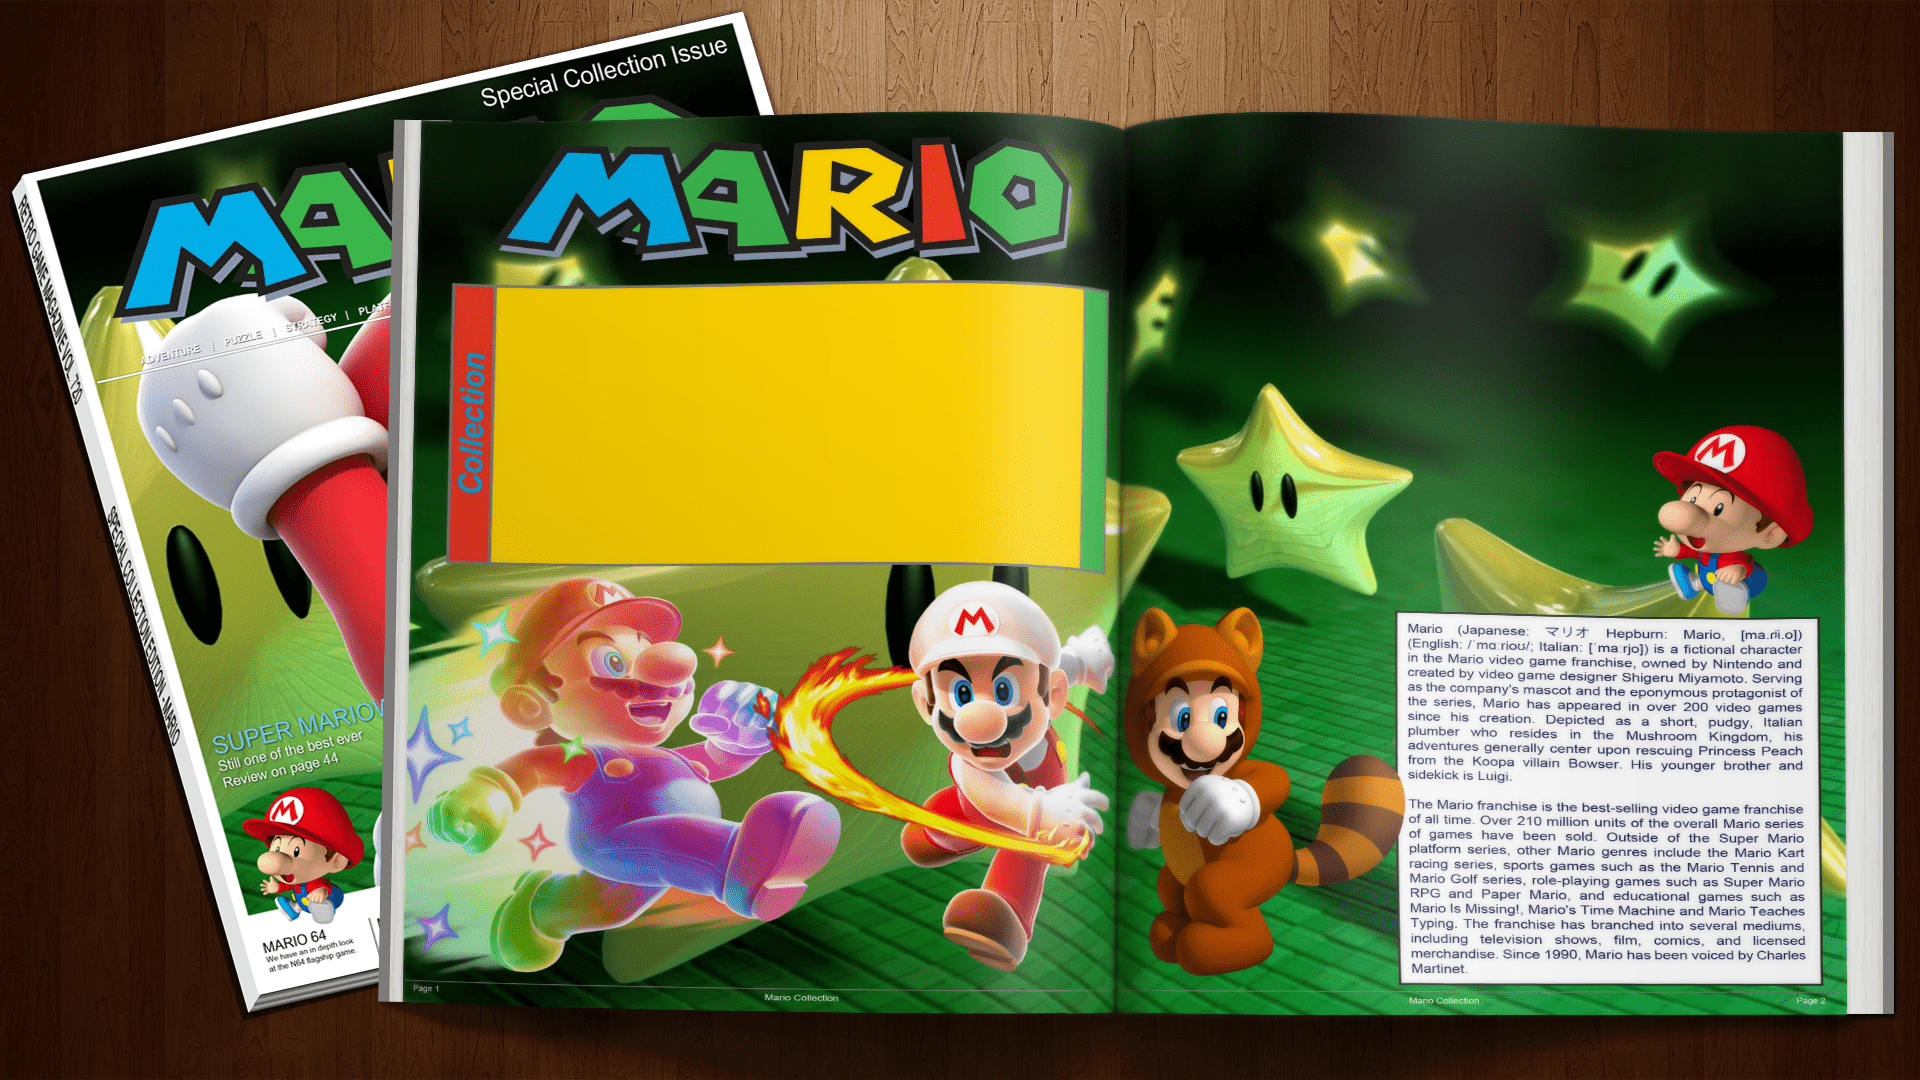 Special Collection Issue
MA
ADVENTURE | PUZZLE | STRATEGY |
RETRO GAME MAGAZINE VOL. 720
SPECIAL COLLECTION EDITION - MARIO
SUPER MARIO
Still one of the best ever
Review on page 44
MARIO 64
We have an in depth look
at the N64 flagship game.
MARIO
Collection
M
M
M
M
Page 1
Mario Collection
Mario (Japanese: マリオ Hepburn: Mario, [ma.ɾi.o])
(English: /ˈmɑːrioʊ/; Italian: [ˈmaːrjo]) is a fictional character
in the Mario video game franchise, owned by Nintendo and
created by video game designer Shigeru Miyamoto. Serving
as the company's mascot and the eponymous protagonist of
the series, Mario has appeared in over 200 video games
since his creation. Depicted as a short, pudgy, Italian
plumber who resides in the Mushroom Kingdom, his
adventures generally center upon rescuing Princess Peach
from the Koopa villain Bowser. His younger brother and
sidekick is Luigi.
The Mario franchise is the best-selling video game franchise
of all time. Over 210 million units of the overall Mario series
of games have been sold. Outside of the Super Mario
platform series, other Mario genres include the Mario Kart
racing series, sports games such as the Mario Tennis and
Mario Golf series, role-playing games such as Super Mario
RPG and Paper Mario, and educational games such as
Mario Is Missing!, Mario's Time Machine and Mario Teaches
Typing. The franchise has branched into several mediums,
including television shows, film, comics, and licensed
merchandise. Since 1990, Mario has been voiced by Charles
Martinet.
Mario Collection
Page 2